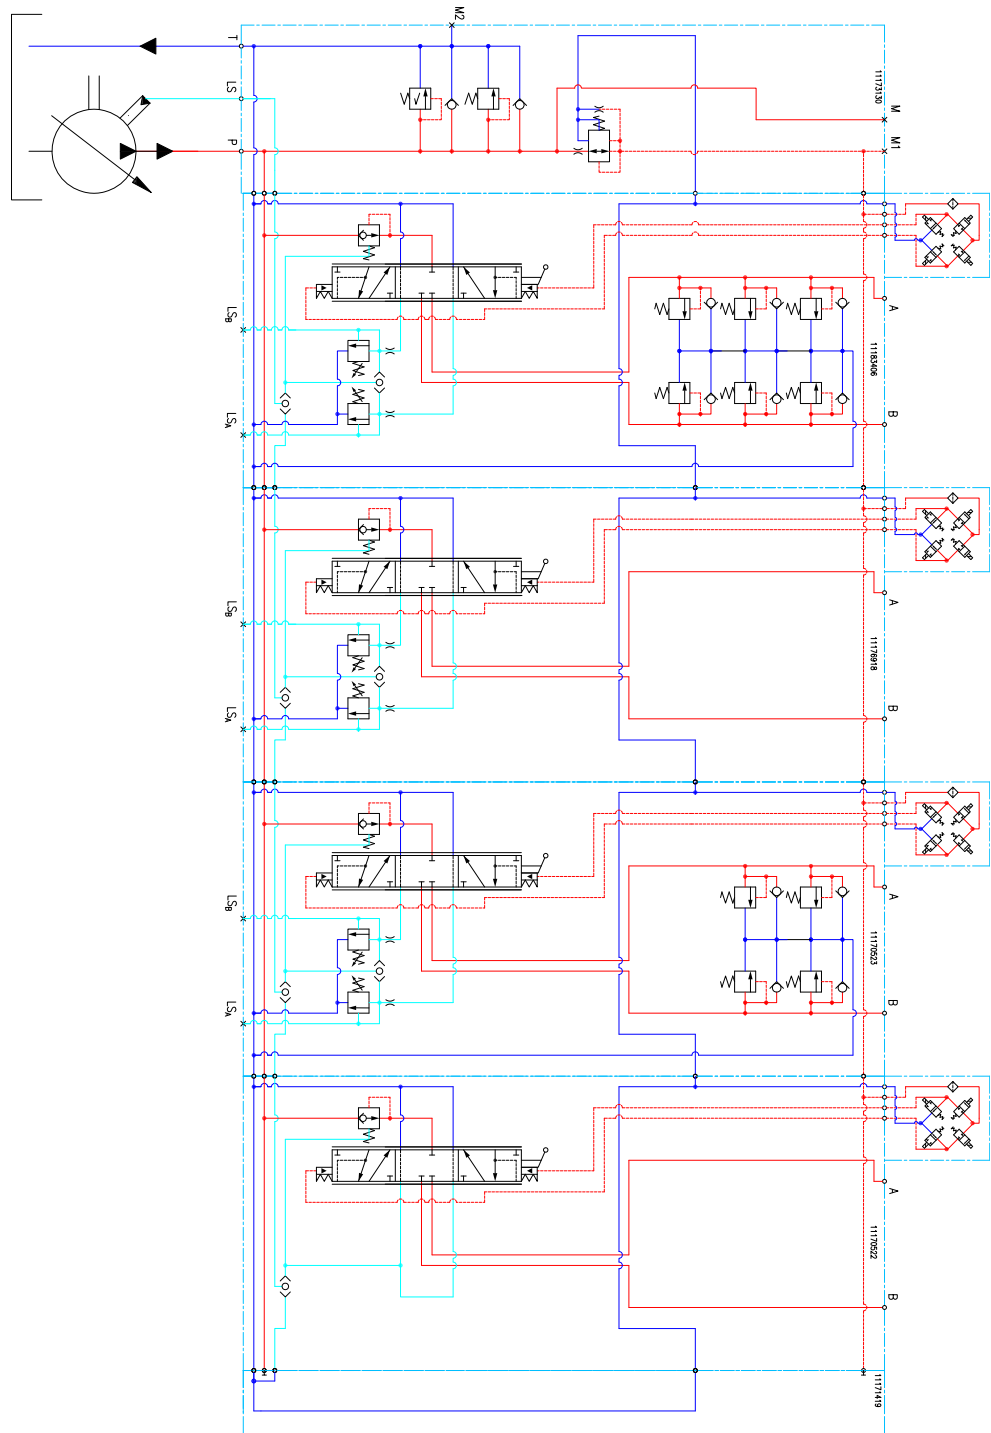 M2
T
LS
P
11173130
M
M1
LSB
LSA
A
11183406
B
LSB
LSA
A
11176918
B
LSB
LSA
A
11170523
B
A
11170522
B
11171419